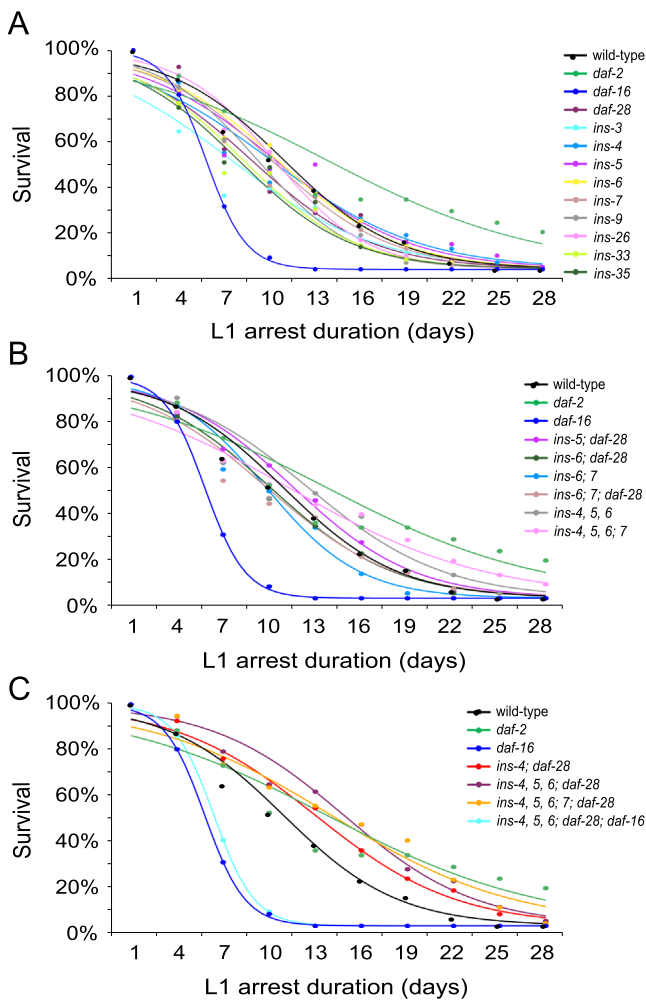 A
100%
80%
60%
40%
20%
0%
Survival
1 4 7 10 13 16 19 22 25 28
L1 arrest duration (days)
wild-type
daf-2
daf-16
daf-28
ins-3
ins-4
ins-5
ins-6
ins-7
ins-9
ins-26
ins-33
ins-35
B
100%
80%
60%
40%
20%
0%
Survival
1 4 7 10 13 16 19 22 25 28
L1 arrest duration (days)
wild-type
daf-2
daf-16
ins-5; daf-28
ins-6; daf-28
ins-6; 7
ins-6; 7; daf-28
ins-4, 5, 6
ins-4, 5, 6; 7
C
100%
80%
60%
40%
20%
0%
Survival
1 4 7 10 13 16 19 22 25 28
L1 arrest duration (days)
wild-type
daf-2
daf-16
ins-4; daf-28
ins-4, 5, 6; daf-28
ins-4, 5, 6; 7; daf-28
ins-4, 5, 6; daf-28; daf-16